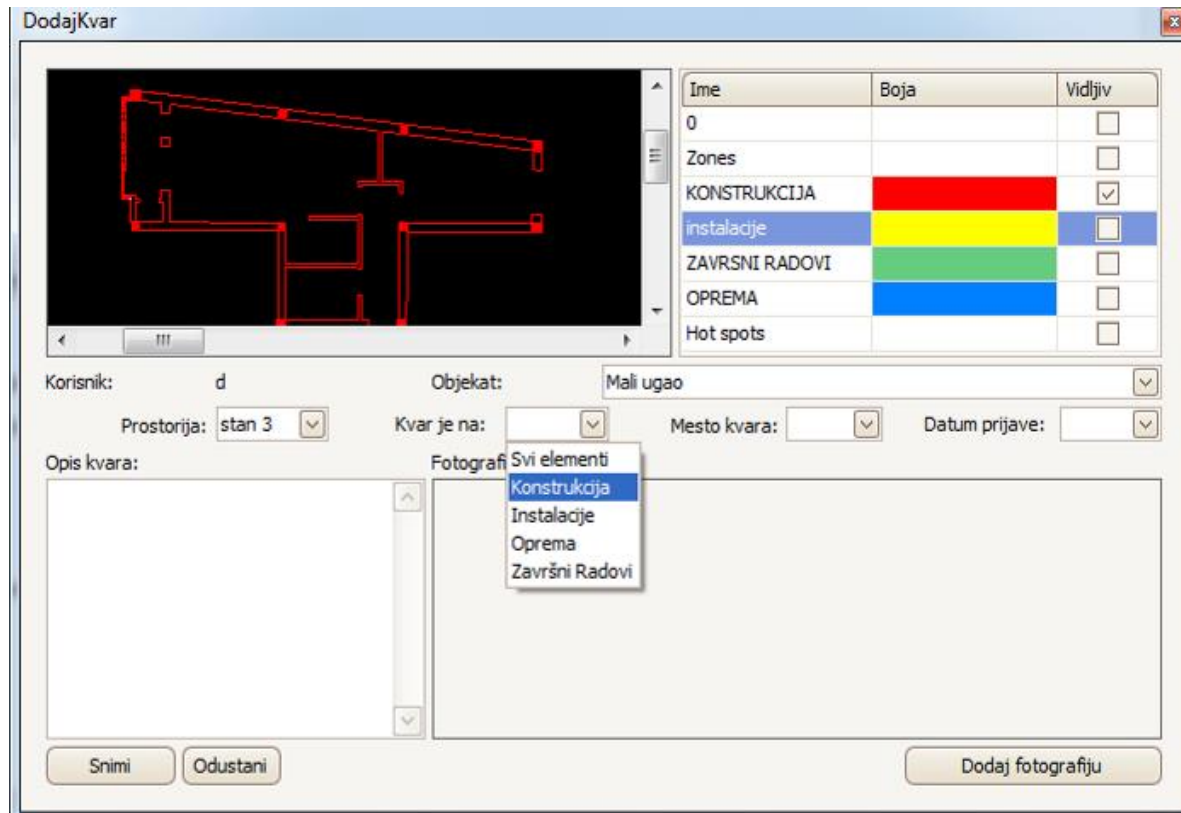 DodajKvar
Ime Boja Vidljiv
0
Zones
KONSTRUKCIJA
instalacije
ZAVRSNI RADOVI
OPREMA
Hot spots
Korisnik: d Objekat: Mali ugao
Prostorija: stan 3 Kvar je na: Mesto kvara: Datum prijave:
Opis kvara: Fotografi
Svi elementi
Konstrukcija
Instalacije
Oprema
Završni Radovi
Snimi Odustani Dodaj fotografiju